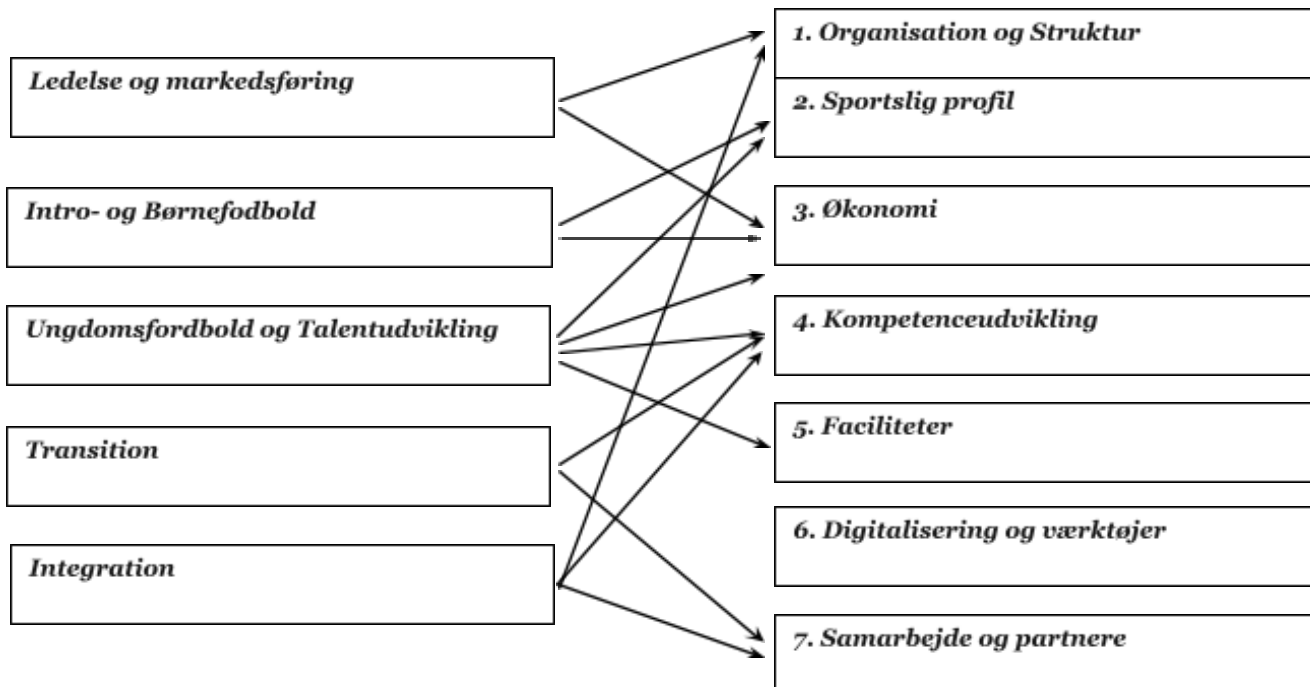 Ledelse og markedsføring
Intro- og Børnefodbold
Ungdomsfordbold og Talentudvikling
Transition
Integration
1. Organisation og Struktur
2. Sportslig profil
3. Økonomi
4. Kompetenceudvikling
5. Faciliteter
6. Digitalisering og værktøjer
7. Samarbejde og partnere